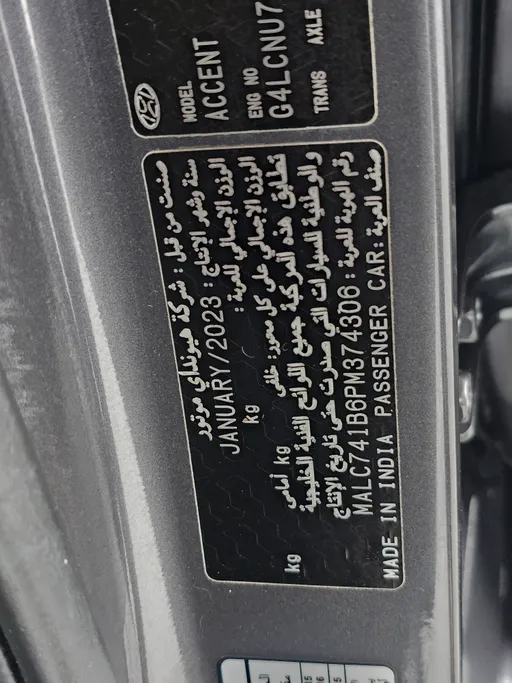 MODEL
ACCENT
ENG NO
G4LCNU7
TRANS AXLE
صنعت من قبل : شركة هيونداي موتور
سنة وشهر الإنتاج : JANUARY/2023
الوزن الإجمالي للعربة : kg
الوزن الإجمالي على كل محور: خلفي kg أمامي kg
تطابق هذه المركبة جميع اللوائح الفنية الخليجية
والوطنية للسيارات التي صدرت حتى تاريخ الإنتاج
رقم الهوية للعربة : MALC741B6PM374306
صنف العربة : MADE IN INDIA PASSENGER CAR